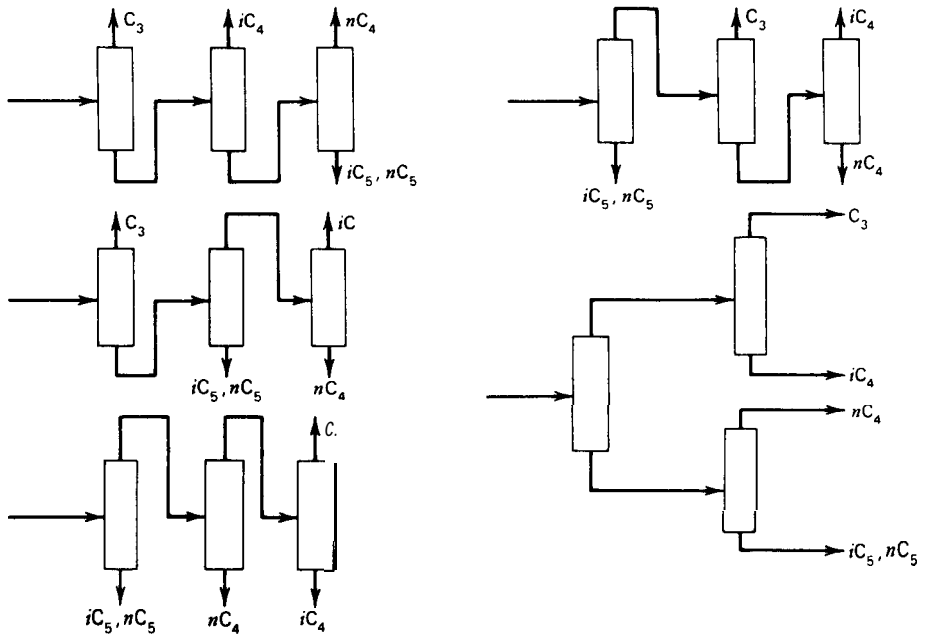 C₃
iC₄
nC₄
iC₅, nC₅
C₃
iC
iC₅, nC₅
nC₄
C.
iC₅, nC₅
nC₄
iC₄
C₃
iC₄
iC₅, nC₅
nC₄
C₃
iC₄
nC₄
iC₅, nC₅